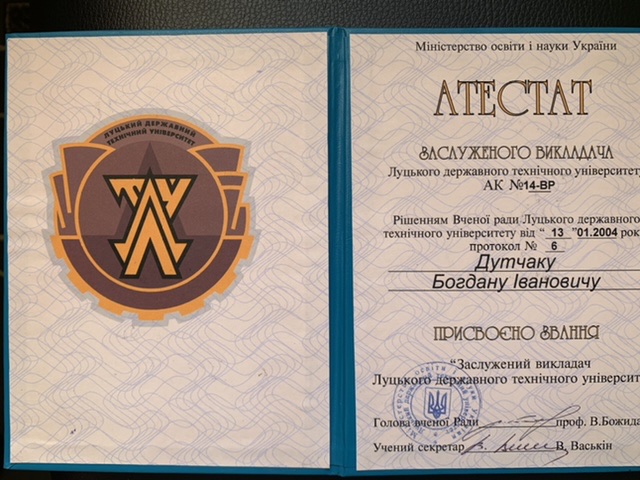 ЛУЦЬКИЙ ДЕРЖАВНИЙ
ТЕХНІЧНИЙ УНІВЕРСИТЕТ
Міністерство освіти і науки України
АТЕСТАТ
ЗАСЛУЖЕНОГО ВИКЛАДАЧА
Луцького державного технічного університету
АК №14-ВР
Рішенням Вченої ради Луцького державного
технічного університету від “ 13 ”01.2004 рок
протокол № 6
Дутчаку
Богдану Івановичу
ПРИСВОЄНО ЗВАННЯ
“Заслужений викладач
Луцького державного технічного університ
Голова вченої Ради проф. В.Божида
Учений секретар В. Васькін